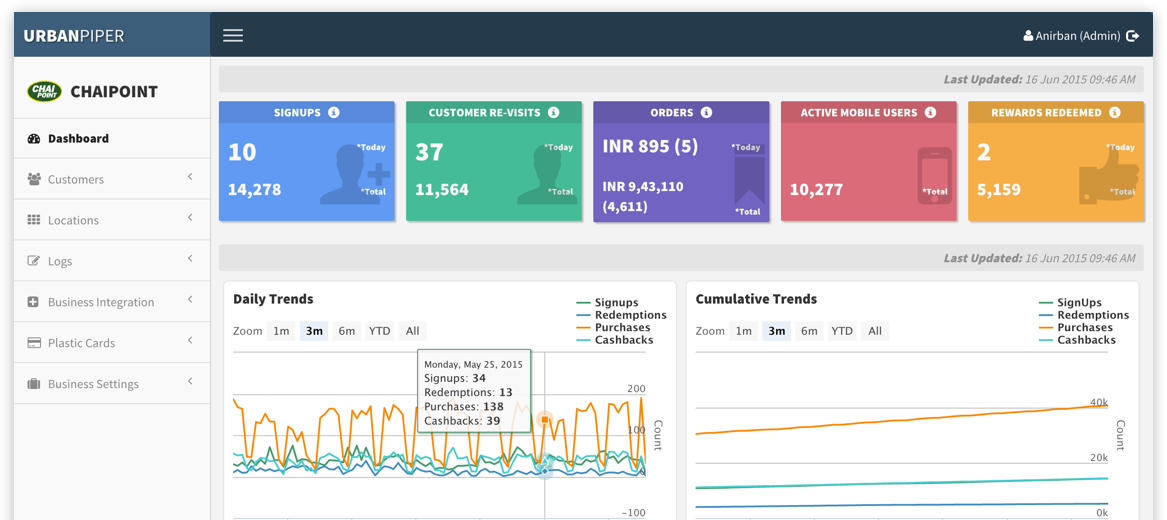 URBANPIPER
Anirban (Admin)
CHAI POINT
CHAIPOINT
Dashboard
Customers
Locations
Logs
Business Integration
Plastic Cards
Business Settings
Last Updated: 16 Jun 2015 09:46 AM
SIGNUPS
10 *Today
14,278 *Total
CUSTOMER RE-VISITS
37 *Today
11,564 *Total
ORDERS
INR 895 (5) *Today
INR 9,43,110
(4,611)
*Total
ACTIVE MOBILE USERS
10,277 *Total
REWARDS REDEEMED
2 *Today
5,159 *Total
Last Updated: 16 Jun 2015 09:46 AM
Daily Trends
Signups
Redemptions
Purchases
Cashbacks
Zoom 1m 3m 6m YTD All
Monday, May 25, 2015
Signups: 34
Redemptions: 13
Purchases: 138
Cashbacks: 39
200
100
0
-100
Count
Cumulative Trends
SignUps
Redemptions
Purchases
Cashbacks
Zoom 1m 3m 6m YTD All
40k
20k
0k
Count